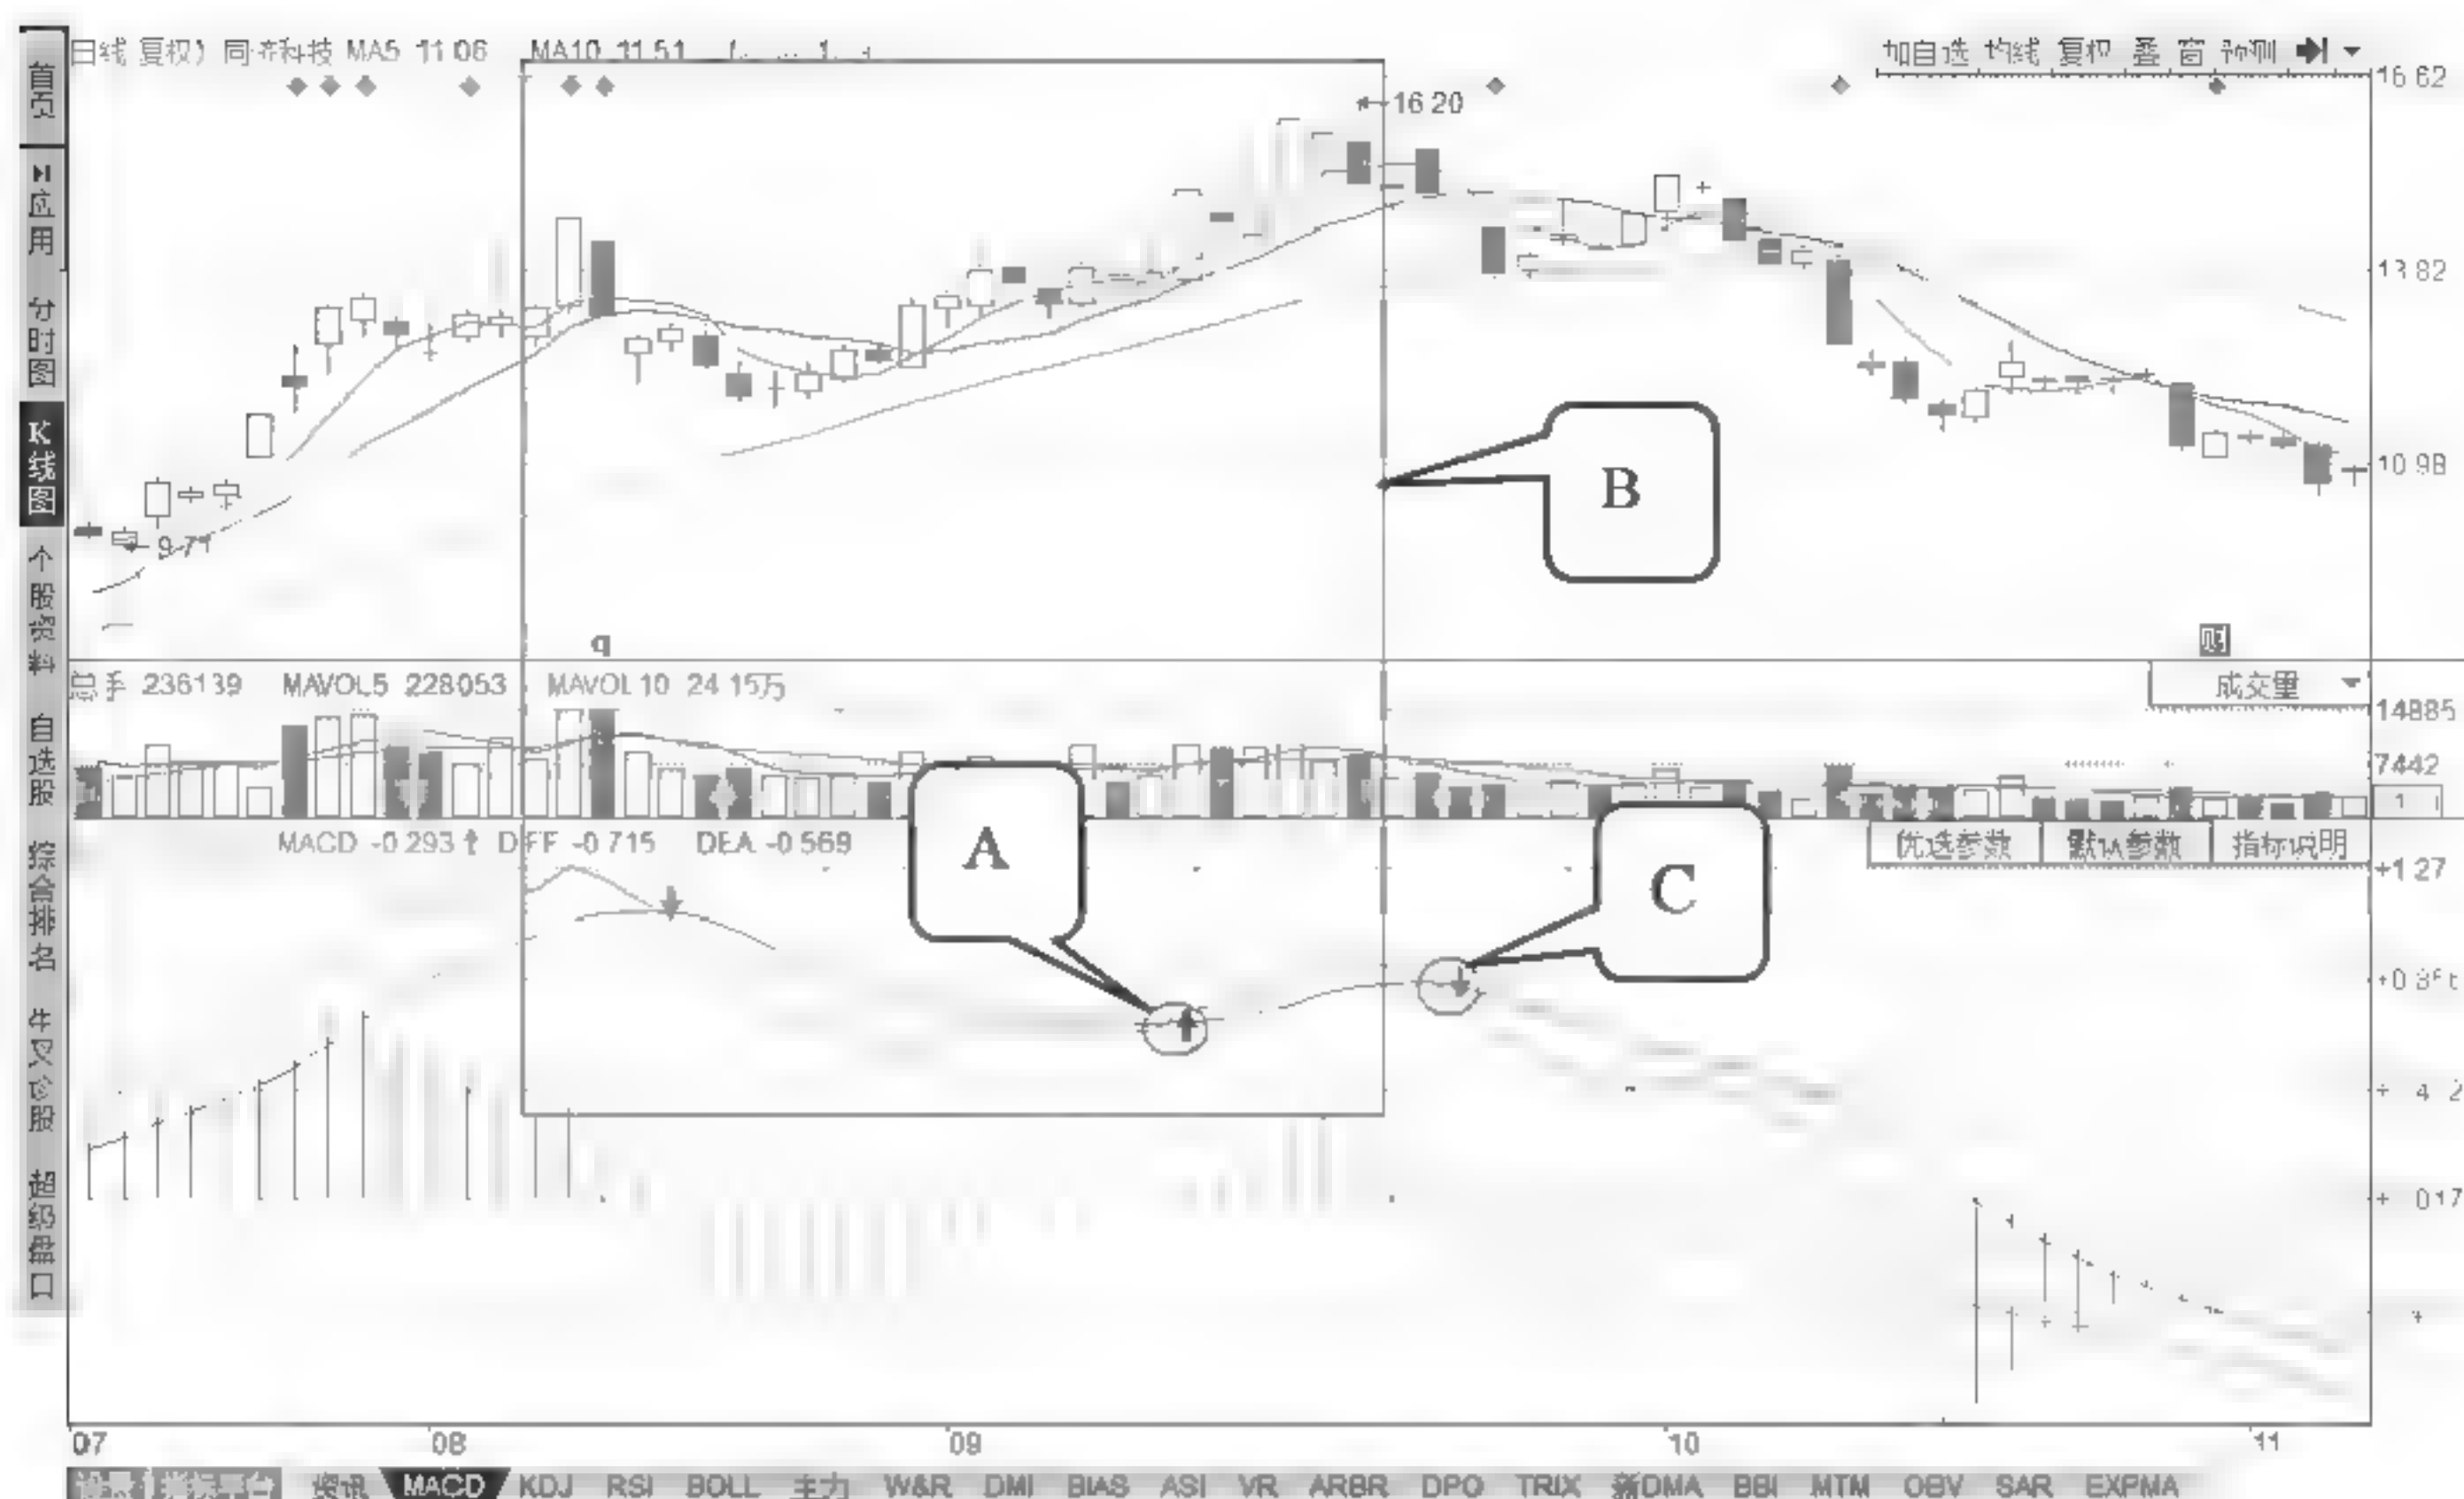 日线 复权) 同济科技 MA5 11 06 MA10 11 51
加自选 均线 复权 叠 窗 预测
首页
应用
分时图
K线图
个股资料
自选股
综合排名
牛叉诊股
超级盘口
16 62
16 20
13 82
10 98
9 71
B
q
财
总手 236139 MAVOL5 228053 MAVOL10 24 15万
成交量
14885
7442
MACD -0 293 DIFF -0 715 DEA -0 569
优选参数 默认参数 指标说明
A
C
+1 27
07 08 09 10 11
资讯 MACD KDJ RSI BOLL 主力 W&R DMI BIAS ASI VR ARBR DPO TRIX 新DMA BBI MTM OBV SAR EXPMA